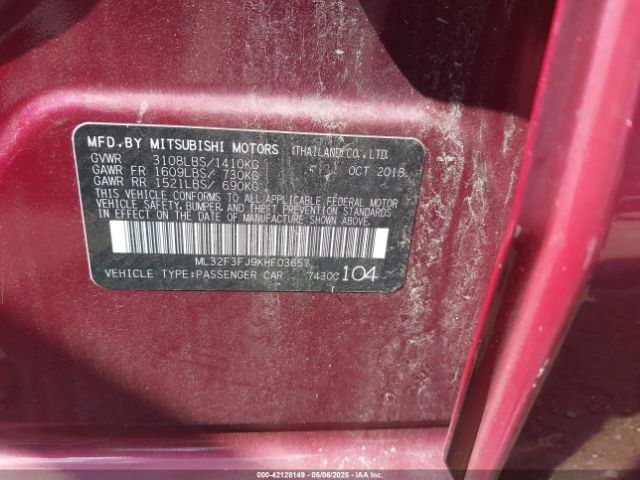 MFD.BY MITSUBISHI MOTORS (THAILAND)CO.,LTD.
GVWR 3108LBS/1410KG OCT 2018
GAWR FR 1609LBS/ 730KG
GAWR RR 1521LBS/ 690KG
THIS VEHICLE CONFORMS TO ALL APPLICABLE FEDERAL MOTOR
VEHICLE SAFETY,BUMPER,AND THEFT PREVENTION STANDARDS
IN EFFECT ON THE DATE OF MANUFACTURE SHOWN ABOVE.
ML32F3FJ9KHF03657
VEHICLE TYPE:PASSENGER CAR 7430C 104
000-42128149 - 05/06/2025 - IAAI COPYRIGHT